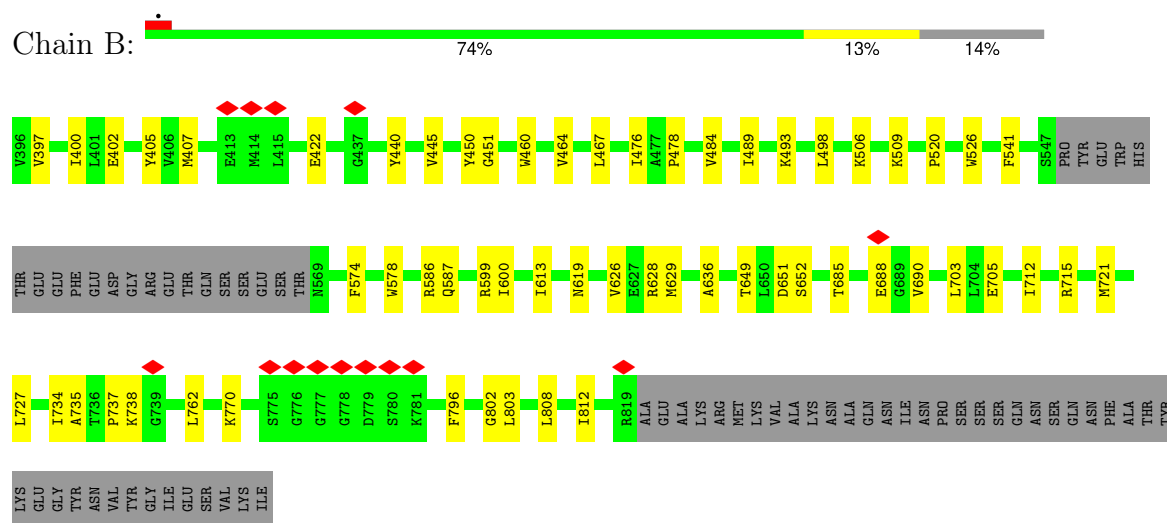 Chain B:
74% 13% 14%
V396 V397 I400 L401 E402 Y405 V406 M407 E413 M414 L415 E422 G437 Y440 V445 Y450 G451 W460 V464 L467 I476 A477 P478 V484 I489 K493 L498 K506 K509 P520 W526 F541 S547 PRO TYR GLU TRP HIS
THR GLU GLU PHE GLU ASP GLY ARG GLU THR GLN SER SER GLU SER THR N569 F574 W578 R586 Q587 R599 I600 I613 N619 V626 E627 R628 M629 A636 T649 L650 D651 S652 T685 E688 G689 V690 L703 L704 E705 I712 R715 M721
L727 I734 A735 T736 P737 K738 G739 L762 K770 S775 G776 G777 G778 D779 S780 K781 F796 G802 L803 L808 I812 R819 ALA GLU ALA LYS ARG MET LYS VAL ALA LYS ASN ALA GLN ASN ILE ASN PRO SER SER SER GLN ASN SER GLN ASN PHE ALA THR TYR
LYS GLU GLY TYR ASN VAL TYR GLY ILE GLU SER VAL LYS ILE